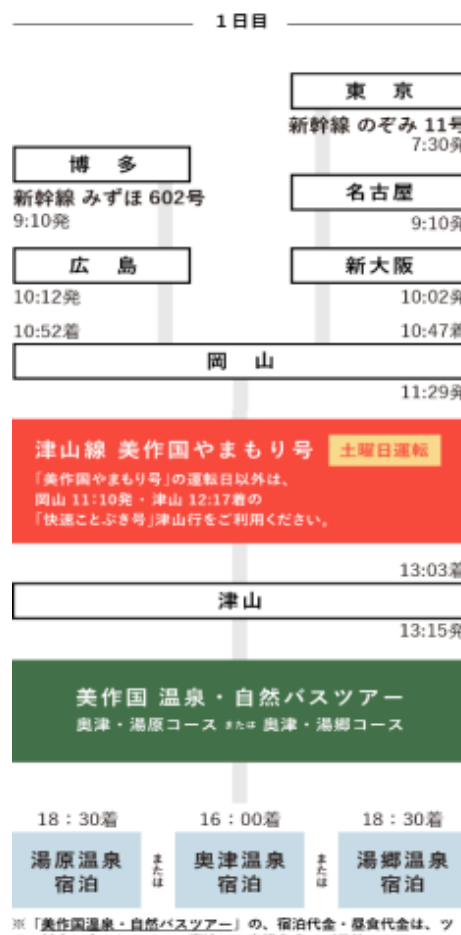 1日目
東 京
新幹線 のぞみ 11号
7:30発
博 多
新幹線 みずほ 602号
9:10発
名古屋
9:10発
広 島
10:12発
新大阪
10:02発
10:52着
10:47着
岡 山
11:29発
津山線 美作国やまもり号 土曜日運転
「美作国やまもり号」の運転日以外は、
岡山 11:10発・津山 12:17着の
「快速ことぶき号」津山行をご利用ください。
13:03着
津山
13:15発
美作国 温泉・自然バスツアー
奥津・湯原コース または 奥津・湯郷コース
18：30着
湯原温泉
宿泊
または
16：00着
奥津温泉
宿泊
または
18：30着
湯郷温泉
宿泊
※「美作国温泉・自然バスツアー」の、宿泊代金・昼食代金は、ツ